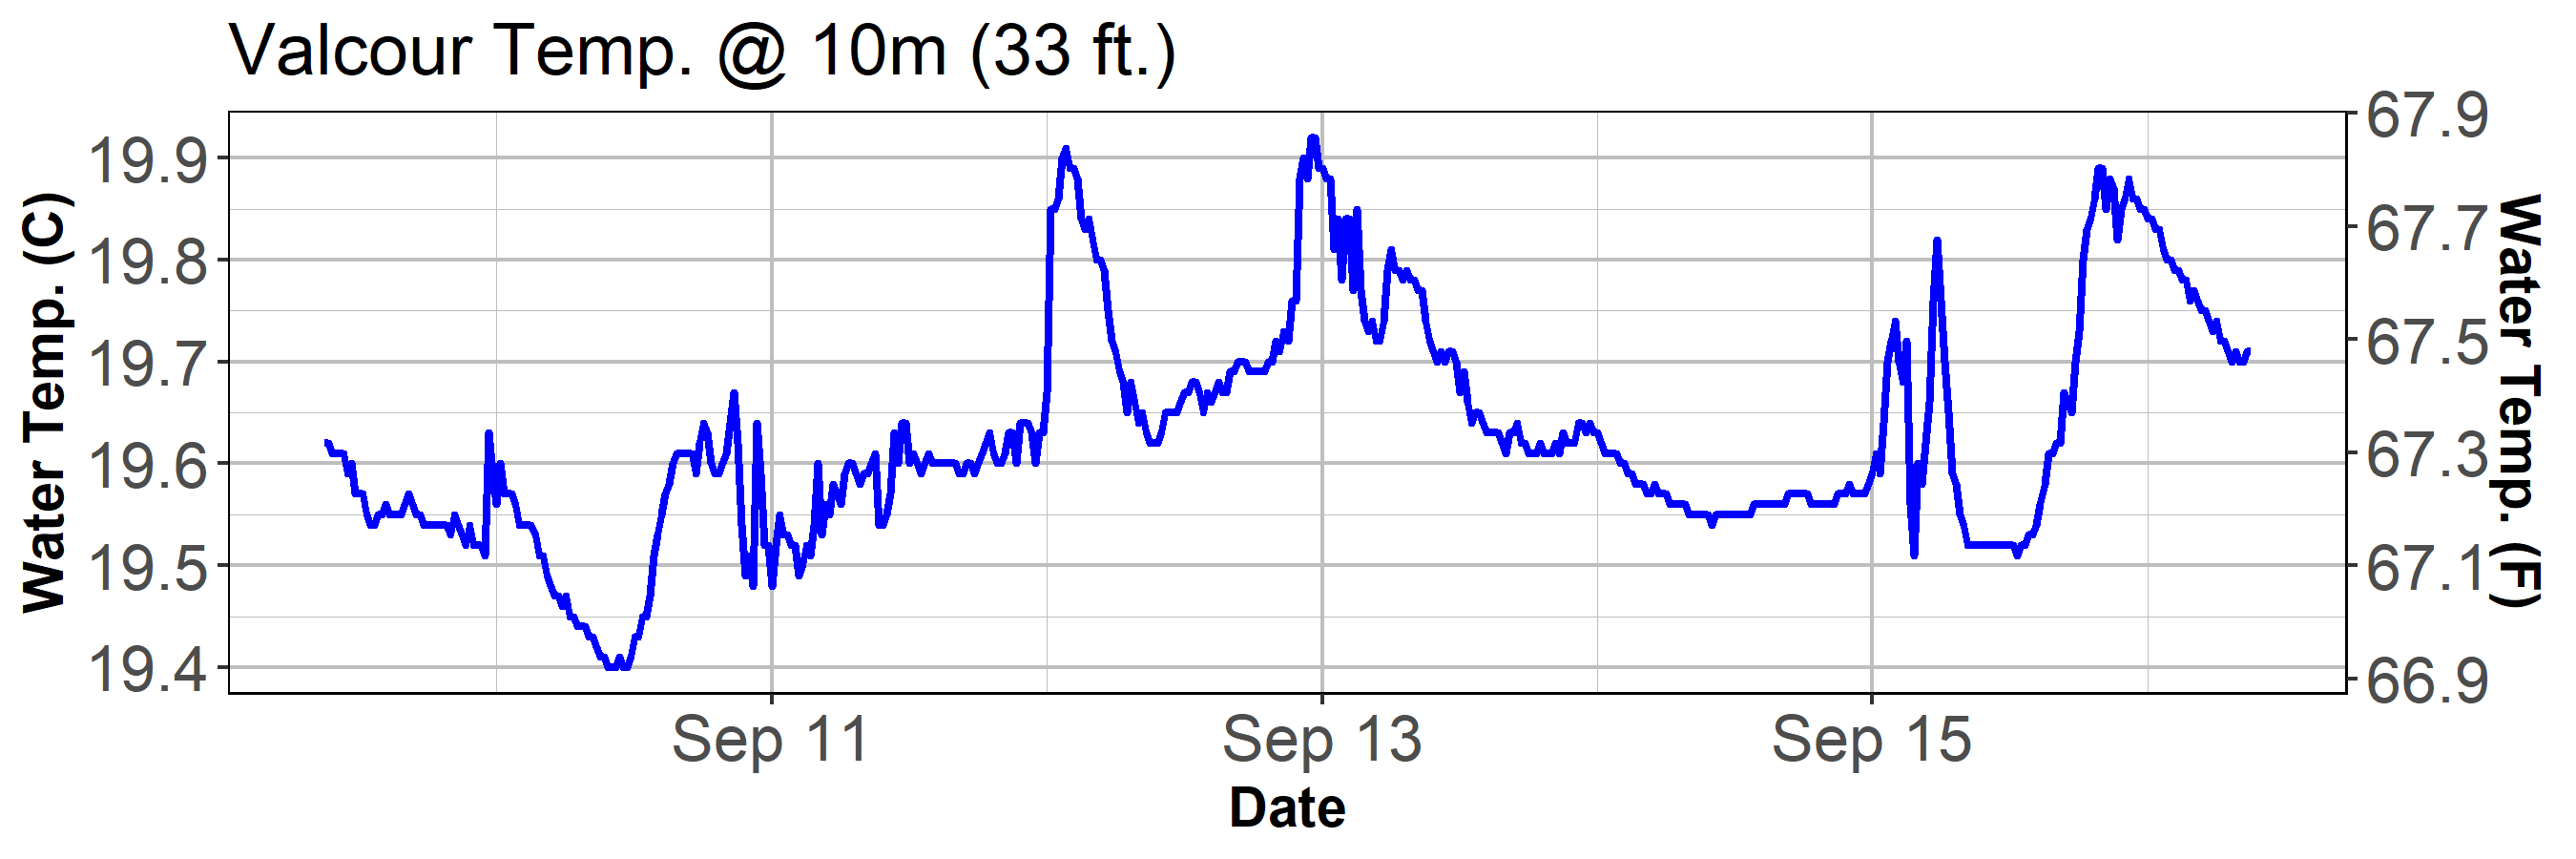 Valcour Temp. @ 10m (33 ft.)
Water Temp. (C)
19.9
19.8
19.7
19.6
19.5
19.4
67.9
67.7
67.5
67.3
67.1
66.9
Water Temp. (F)
Sep 11
Sep 13
Sep 15
Date